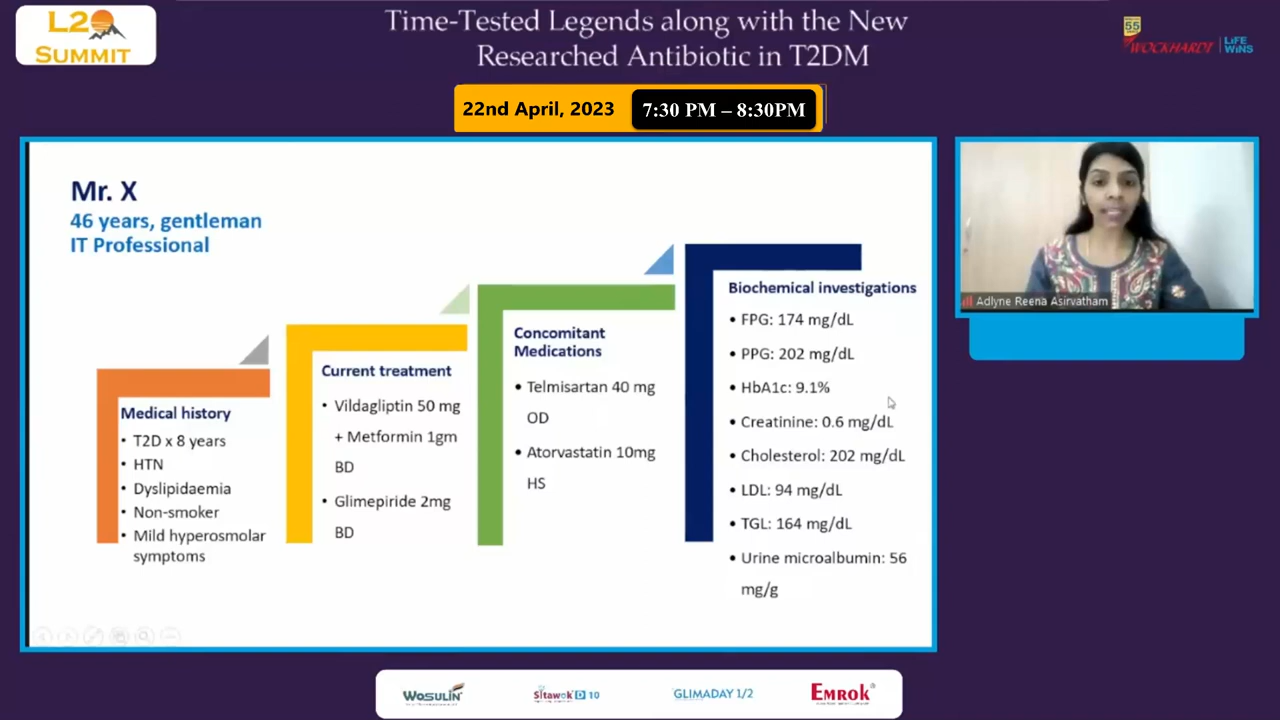 L2
SUMMIT
Time-Tested Legends along with the New
Researched Antibiotic in T2DM
55
WOCKHARDT
LIFE
WINS
22nd April, 2023
7:30 PM – 8:30PM
Mr. X
46 years, gentleman
IT Professional
Medical history
• T2D x 8 years
• HTN
• Dyslipidaemia
• Non-smoker
• Mild hyperosmolar
symptoms
Current treatment
• Vildagliptin 50 mg
+ Metformin 1gm
BD
• Glimepiride 2mg
BD
Concomitant
Medications
• Telmisartan 40 mg
OD
• Atorvastatin 10mg
HS
Biochemical investigations
• FPG: 174 mg/dL
• PPG: 202 mg/dL
• HbA1c: 9.1%
• Creatinine: 0.6 mg/dL
• Cholesterol: 202 mg/dL
• LDL: 94 mg/dL
• TGL: 164 mg/dL
• Urine microalbumin: 56
mg/g
Adlyne Reena Asirvatham
WOSULIN
Sitawok D 10
GLIMADAY 1/2
EMROK